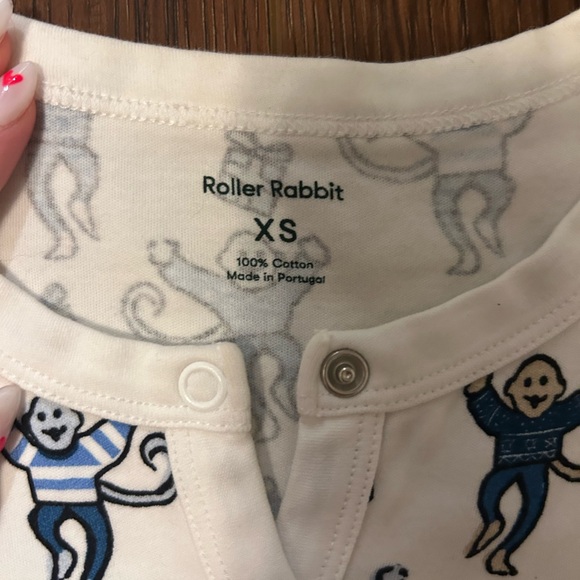 Roller Rabbit
XS
100% Cotton
Made in Portugal